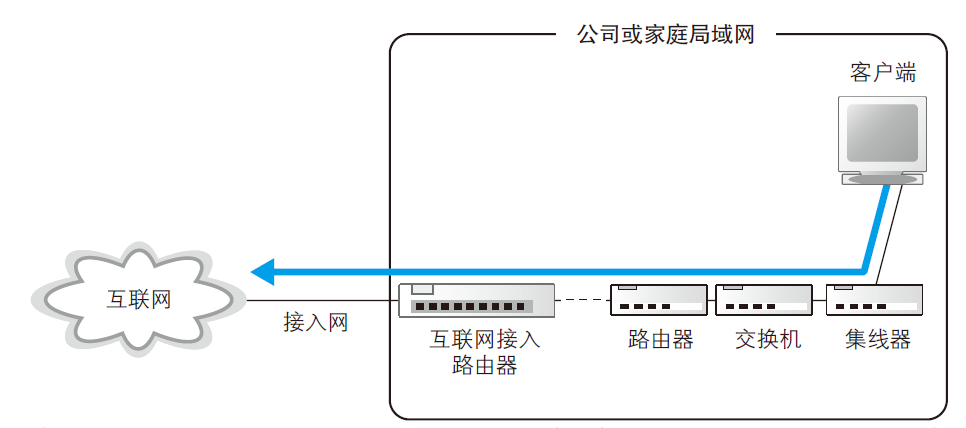 公司或家庭局域网
客户端
互联网
接入网
互联网接入
路由器
路由器
交换机
集线器